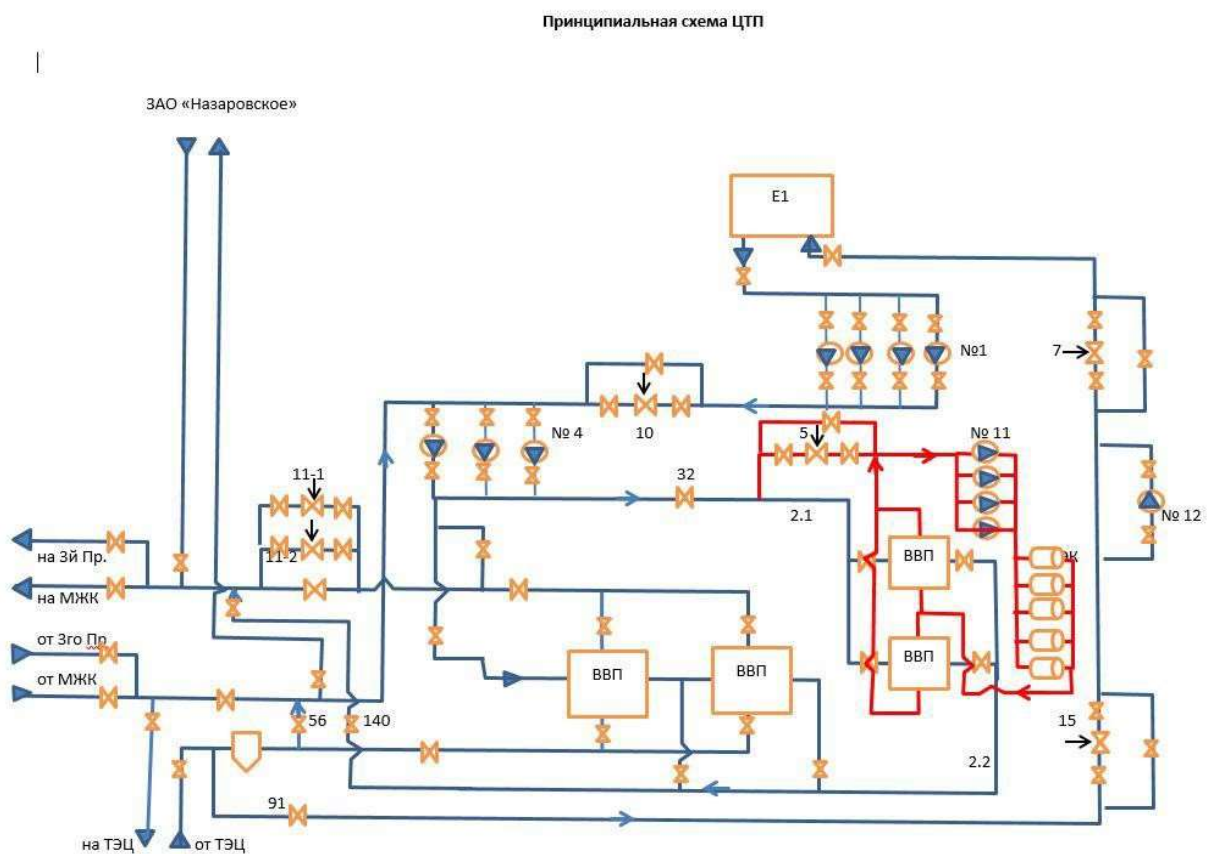 Принципиальная схема ЦТП
ЗАО «Назаровское»
Е1
№1
7
№ 4
10
5
№ 11
11-1
32
2.1
№ 12
на 3й Пр.
11-2
ВВП
на МЖК
от 3го Пр
ВВП
ВВП
ВВП
от МЖК
56
140
15
2.2
91
на ТЭЦ
от ТЭЦ